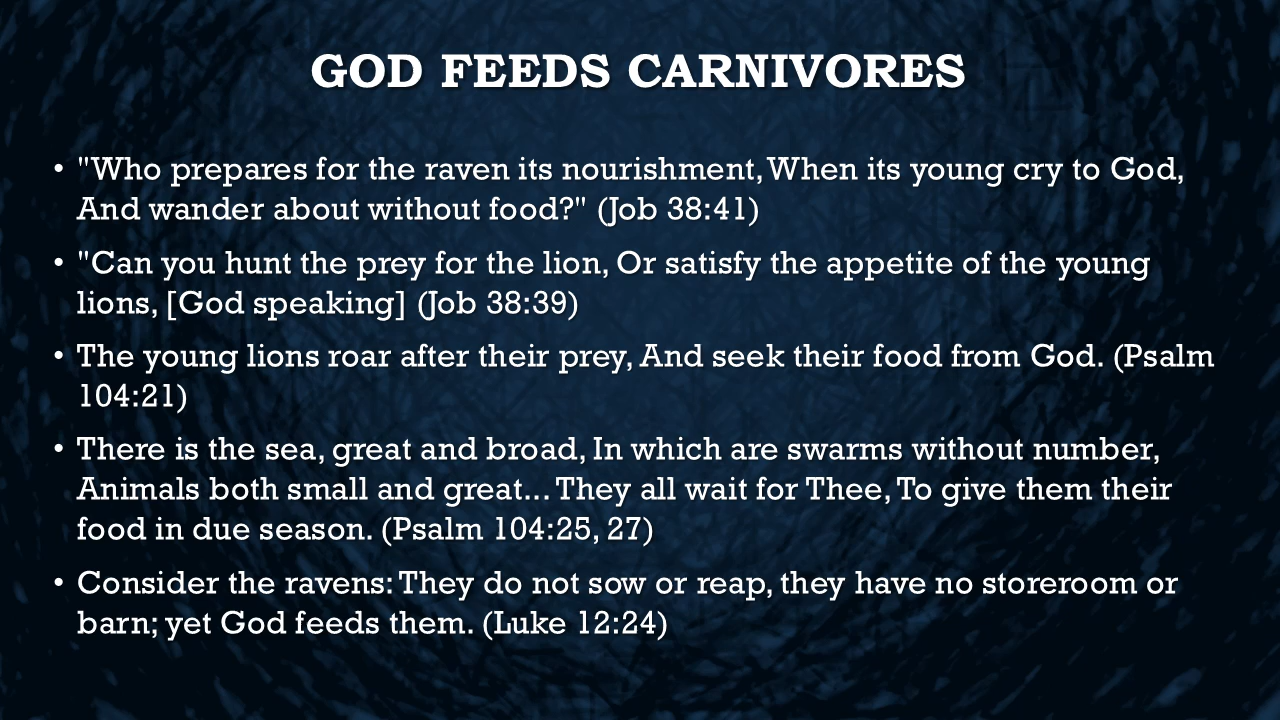 GOD FEEDS CARNIVORES
• "Who prepares for the raven its nourishment, When its young cry to God,
And wander about without food?" (Job 38:41)
• "Can you hunt the prey for the lion, Or satisfy the appetite of the young
lions, [God speaking] (Job 38:39)
• The young lions roar after their prey, And seek their food from God. (Psalm
104:21)
• There is the sea, great and broad, In which are swarms without number,
Animals both small and great... They all wait for Thee, To give them their
food in due season. (Psalm 104:25, 27)
• Consider the ravens: They do not sow or reap, they have no storeroom or
barn; yet God feeds them. (Luke 12:24)